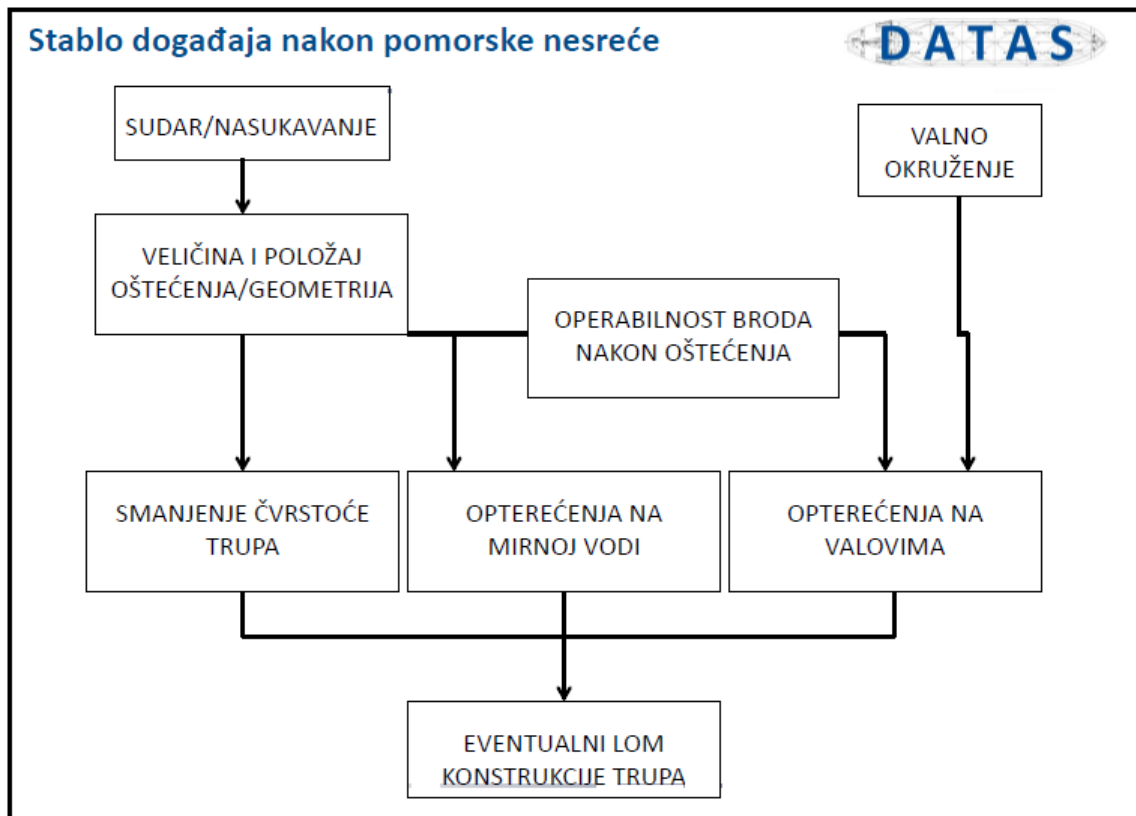 Stablo događaja nakon pomorske nesreće
DATAS
SUDAR/NASUKAVANJE
VALNO
OKRUŽENJE
VELIČINA I POLOŽAJ
OŠTEĆENJA/GEOMETRIJA
OPERABILNOST BRODA
NAKON OŠTEĆENJA
SMANJENJE ČVRSTOĆE
TRUPA
OPTEREĆENJA NA
MIRNOJ VODI
OPTEREĆENJA NA
VALOVIMA
EVENTUALNI LOM
KONSTRUKCIJE TRUPA